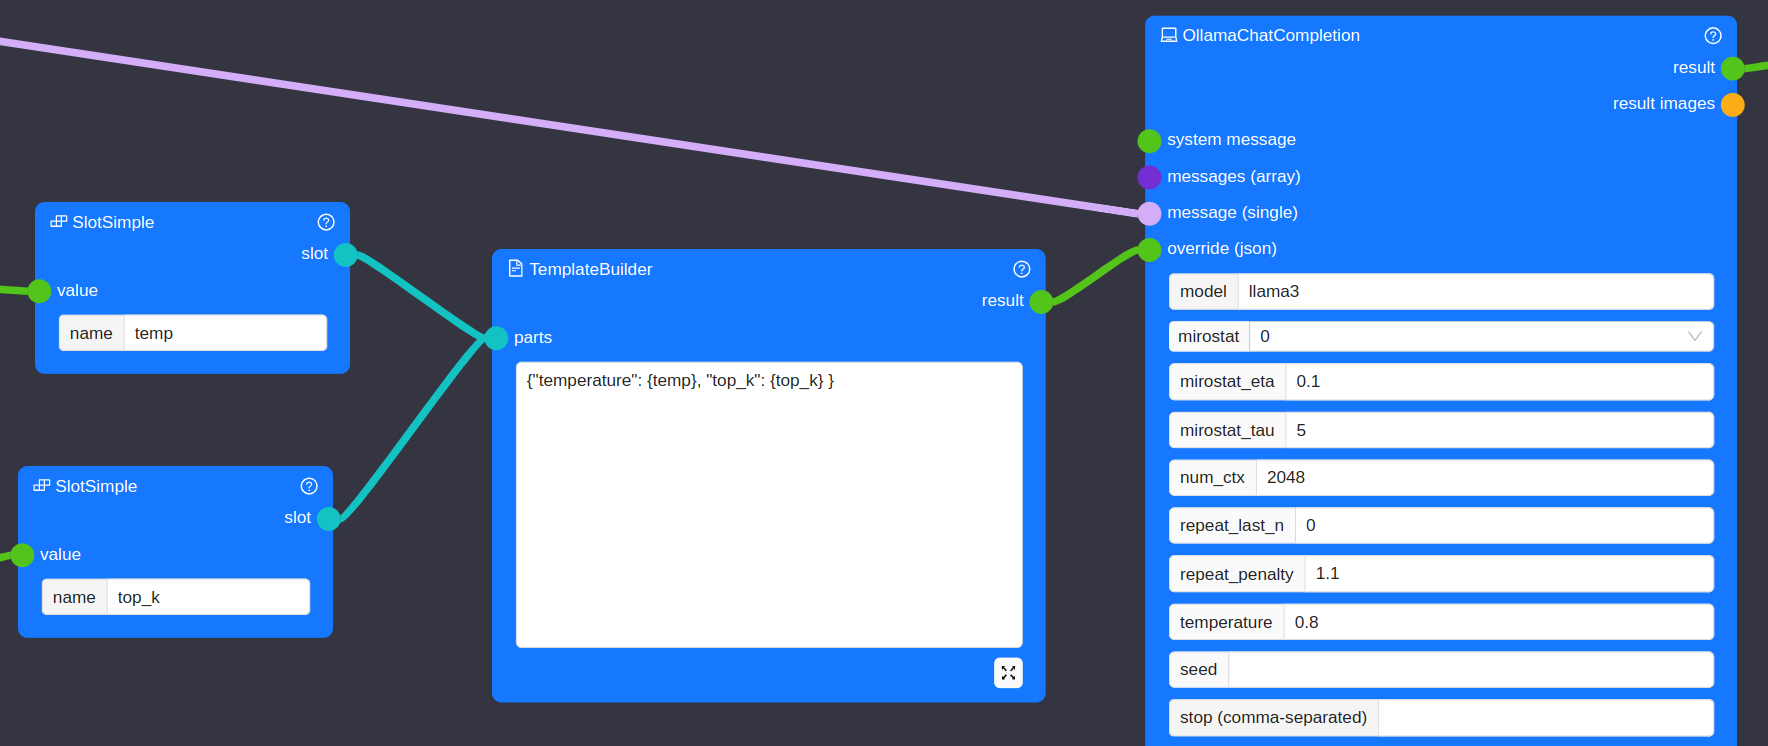 SlotSimple
slot
value
name temp
SlotSimple
slot
value
name top_k
TemplateBuilder
result
parts
{"temperature": {temp}, "top_k": {top_k} }
OllamaChatCompletion
result
result images
system message
messages (array)
message (single)
override (json)
model llama3
mirostat 0
mirostat_eta 0.1
mirostat_tau 5
num_ctx 2048
repeat_last_n 0
repeat_penalty 1.1
temperature 0.8
seed
stop (comma-separated)